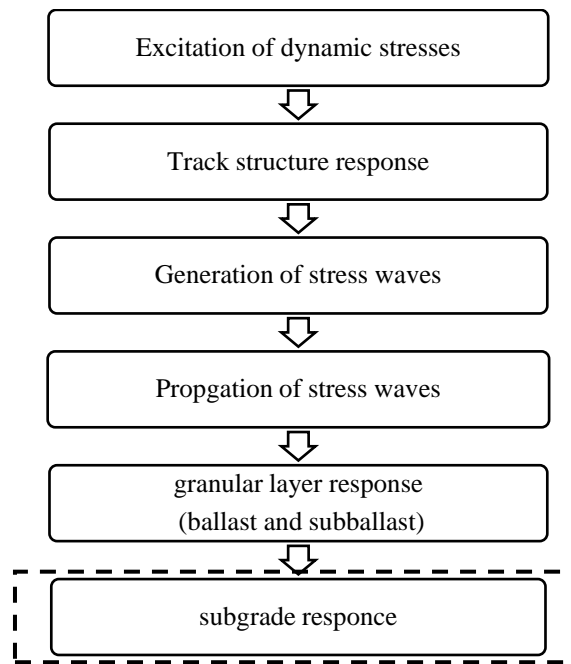 Excitation of dynamic stresses
Track structure response
Generation of stress waves
Propgation of stress waves
granular layer response
(ballast and subballast)
subgrade responce